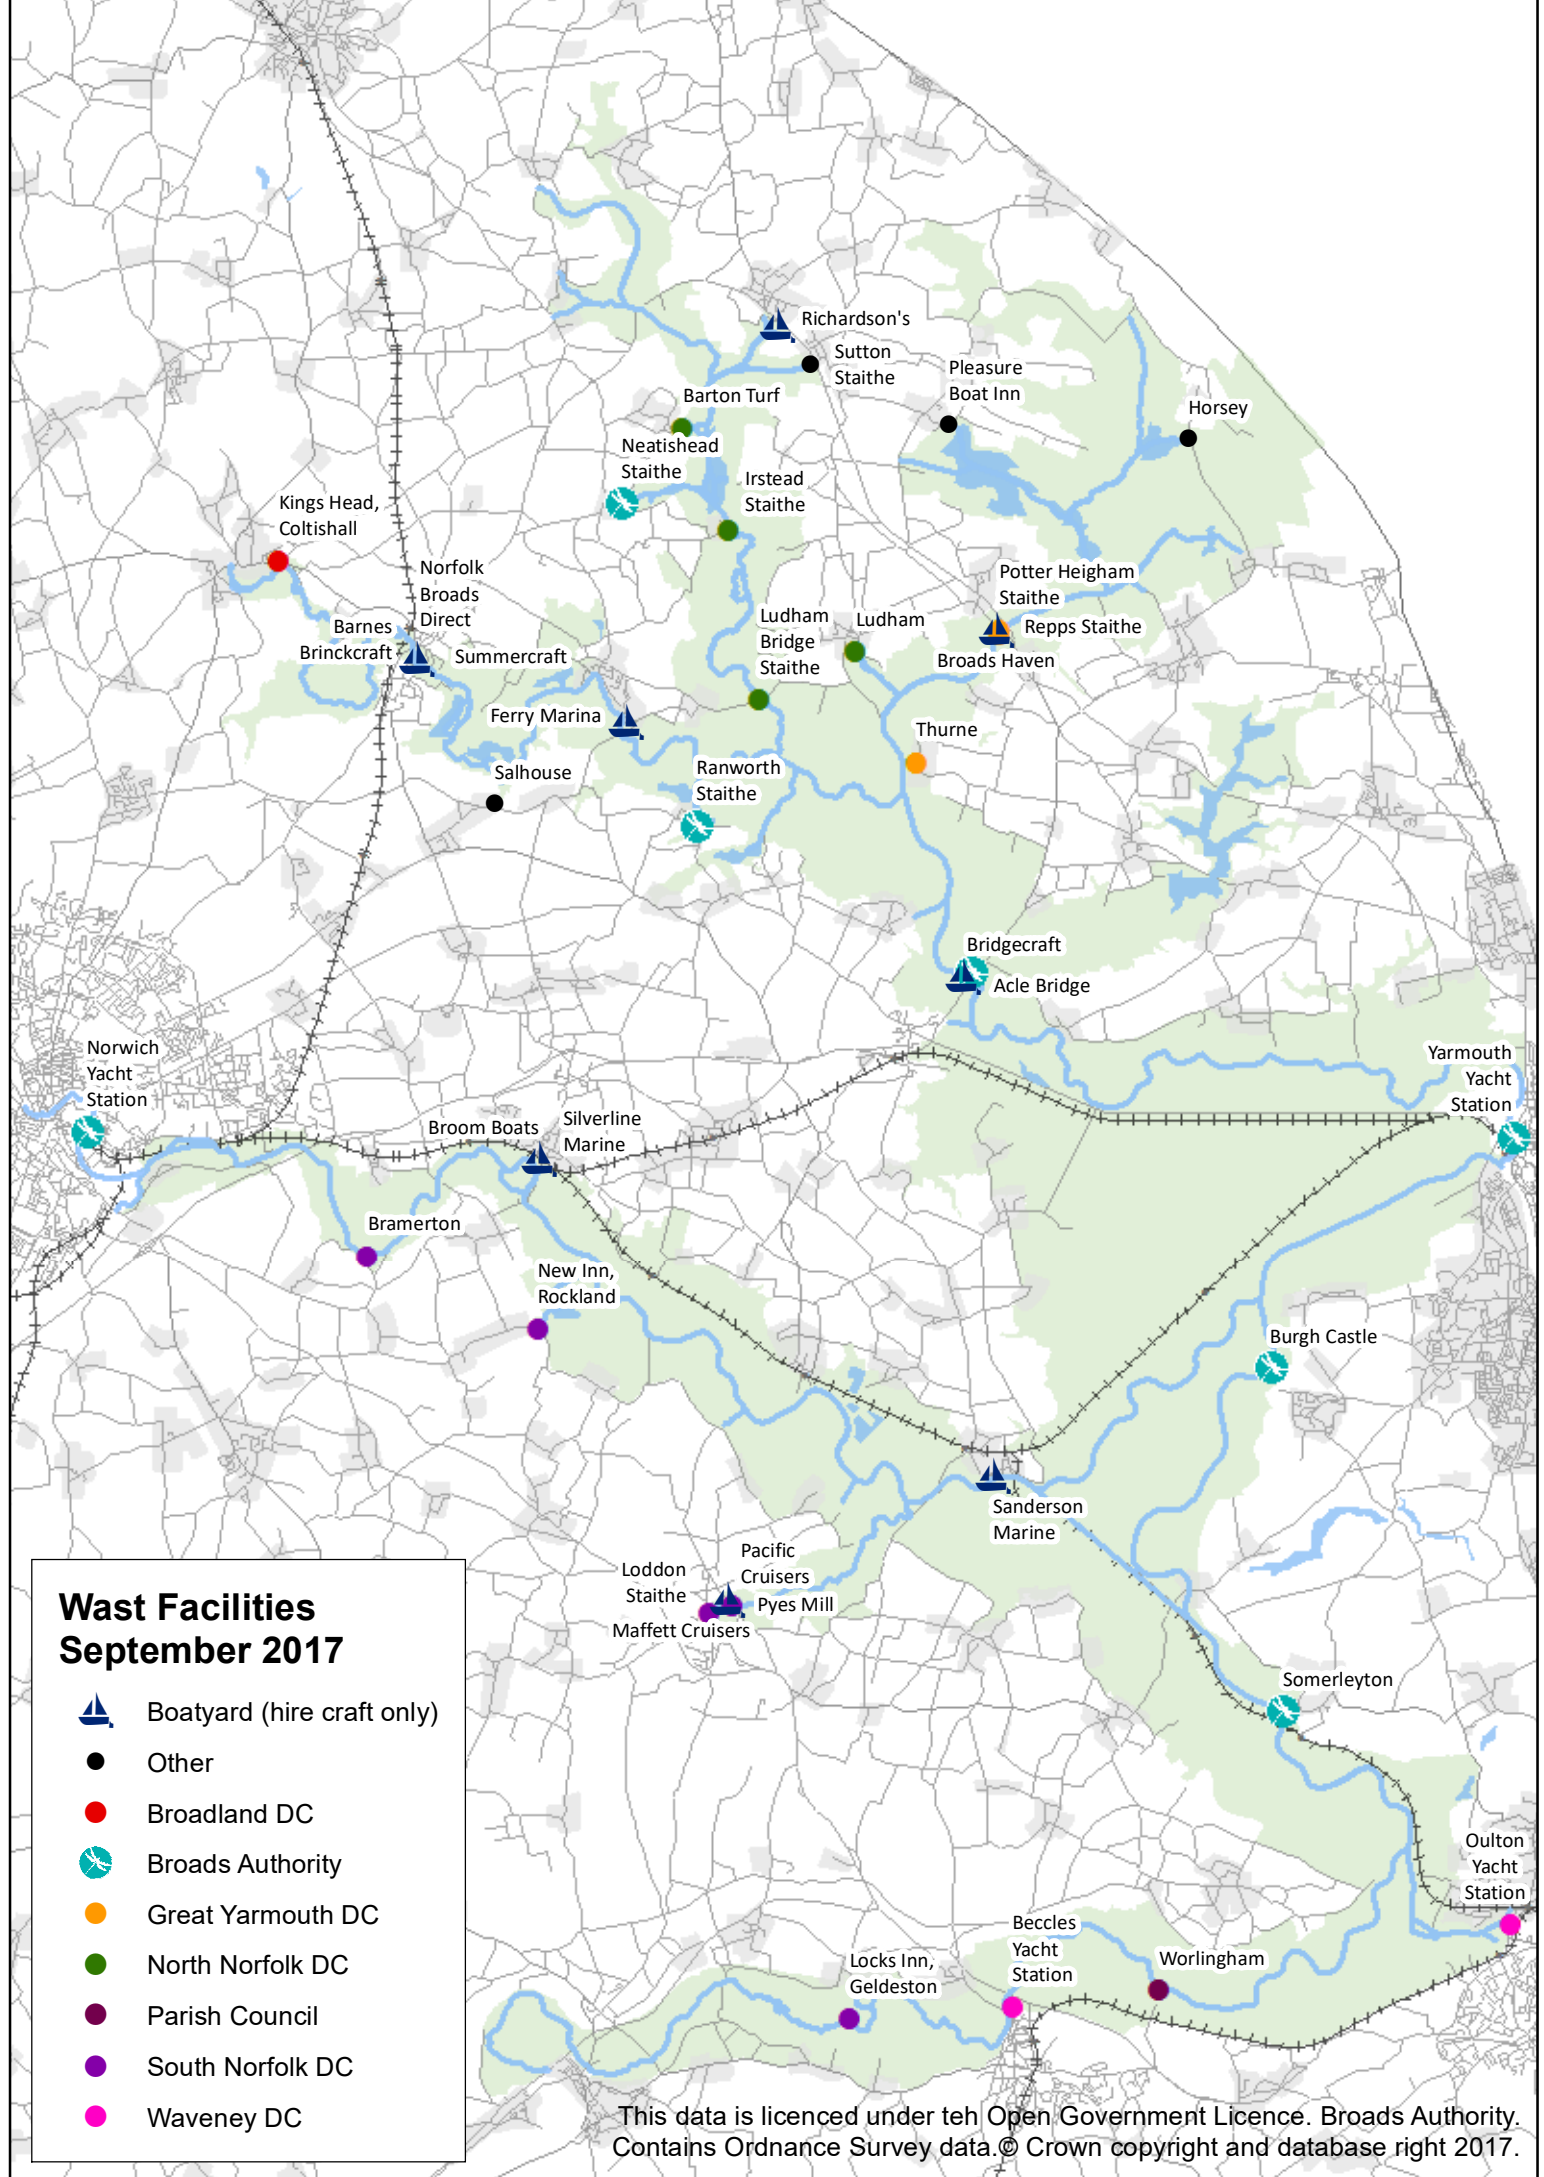 Richardson's
Sutton
Staithe
Pleasure
Boat Inn
Barton Turf
Horsey
Neatishead
Staithe
Irstead
Staithe
Kings Head,
Coltishall
Norfolk
Broads
Direct
Potter Heigham
Staithe
Ludham
Bridge
Staithe
Ludham
Repps Staithe
Barnes
Brinckcraft
Summercraft
Broads Haven
Ferry Marina
Thurne
Ranworth
Staithe
Salhouse
Bridgecraft
Acle Bridge
Norwich
Yacht
Station
Yarmouth
Yacht
Station
Broom Boats
Silverline
Marine
Bramerton
New Inn,
Rockland
Burgh Castle
Sanderson
Marine
Pacific
Cruisers
Loddon
Staithe
Pyes Mill
Maffett Cruisers
Somerleyton
Oulton
Yacht
Station
Beccles
Yacht
Station
Worlingham
Locks Inn,
Geldeston
Wast Facilities
September 2017
Boatyard (hire craft only)
Other
Broadland DC
Broads Authority
Great Yarmouth DC
North Norfolk DC
Parish Council
South Norfolk DC
Waveney DC
This data is licenced under teh Open Government Licence. Broads Authority.
Contains Ordnance Survey data.© Crown copyright and database right 2017.